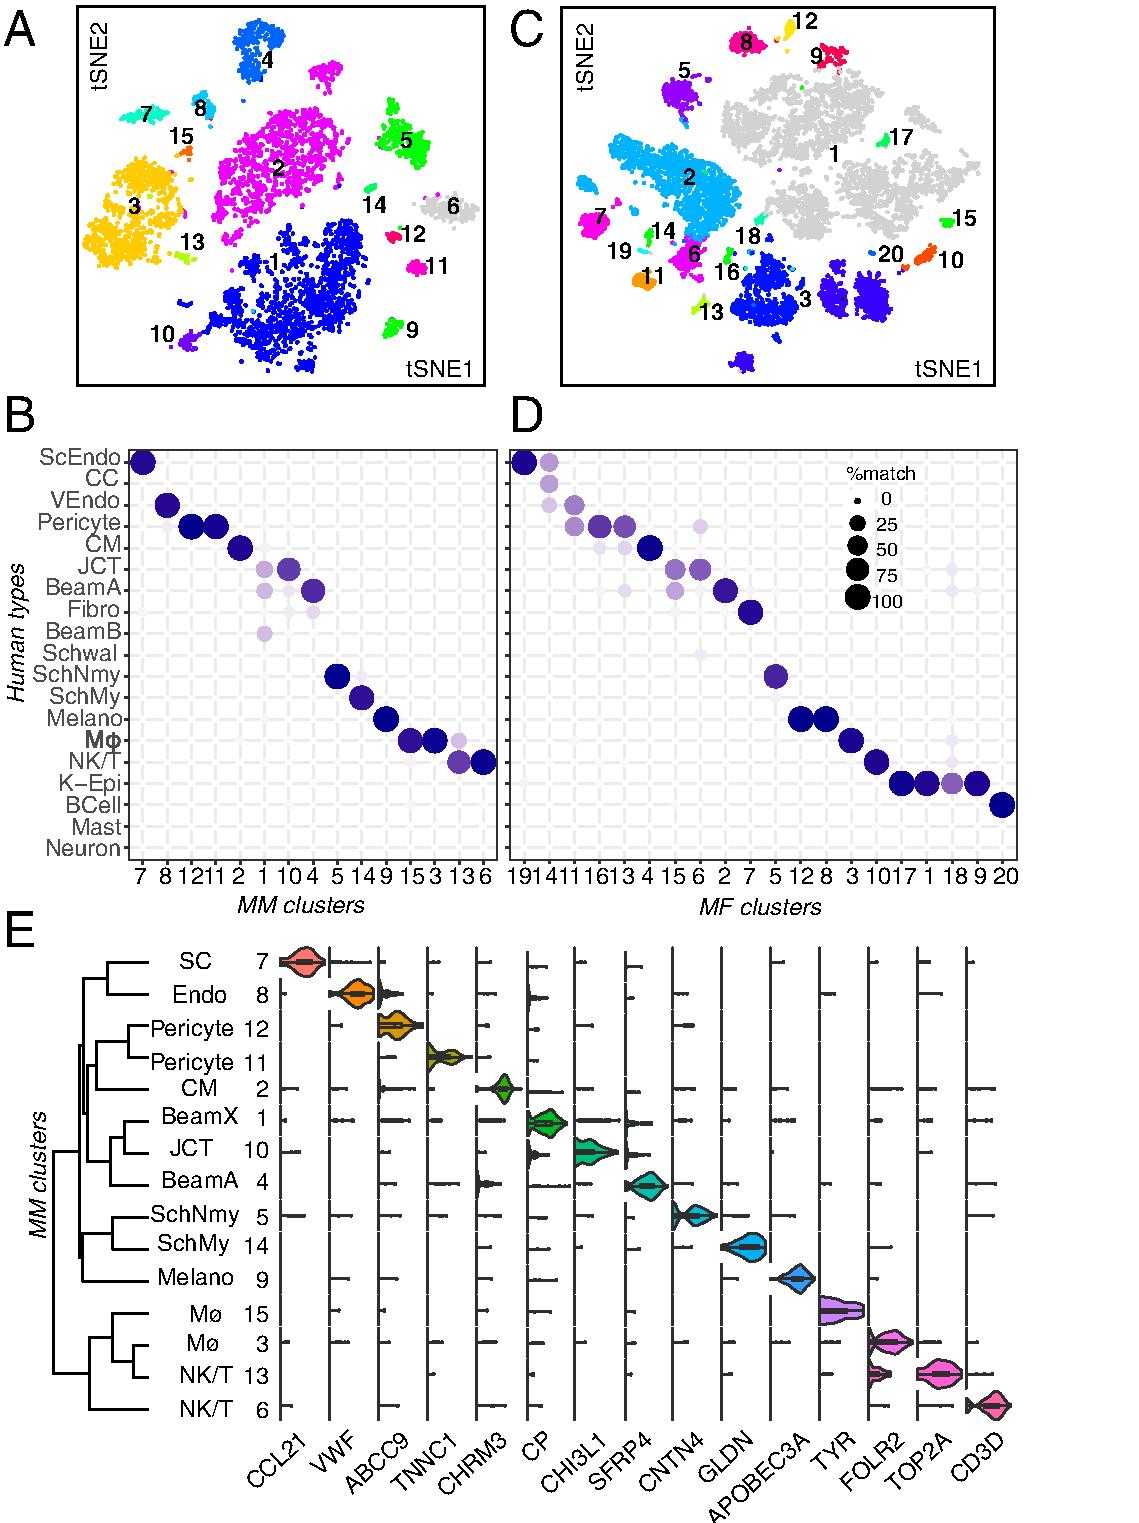 A
tSNE2
4
7
8
15
5
2
3
14
6
13
12
1
11
10
9
tSNE1
C
tSNE2
12
8
9
5
17
1
2
7
14
15
18
19
6
20
10
16
11
3
13
tSNE1
B
D
Human types
ScEndo
CC
VEndo
Pericyte
CM
JCT
BeamA
Fibro
BeamB
Schwal
SchNmy
SchMy
Melano
Mφ
NK/T
K−Epi
BCell
Mast
Neuron
%match
0
25
50
75
100
7 8 12 11 2 1 10 4 5 14 9 15 3 13 6
MM clusters
19 14 11 16 13 4 15 6 2 7 5 12 8 3 10 17 1 18 9 20
MF clusters
E
MM clusters
SC 7
Endo 8
Pericyte 12
Pericyte 11
CM 2
BeamX 1
JCT 10
BeamA 4
SchNmy 5
SchMy 14
Melano 9
Mø 15
Mø 3
NK/T 13
NK/T 6
CCL21 VWF ABCC9 TNNC1 CHRM3 CP CHI3L1 SFRP4 CNTN4 GLDN APOBEC3A TYR FOLR2 TOP2A CD3D